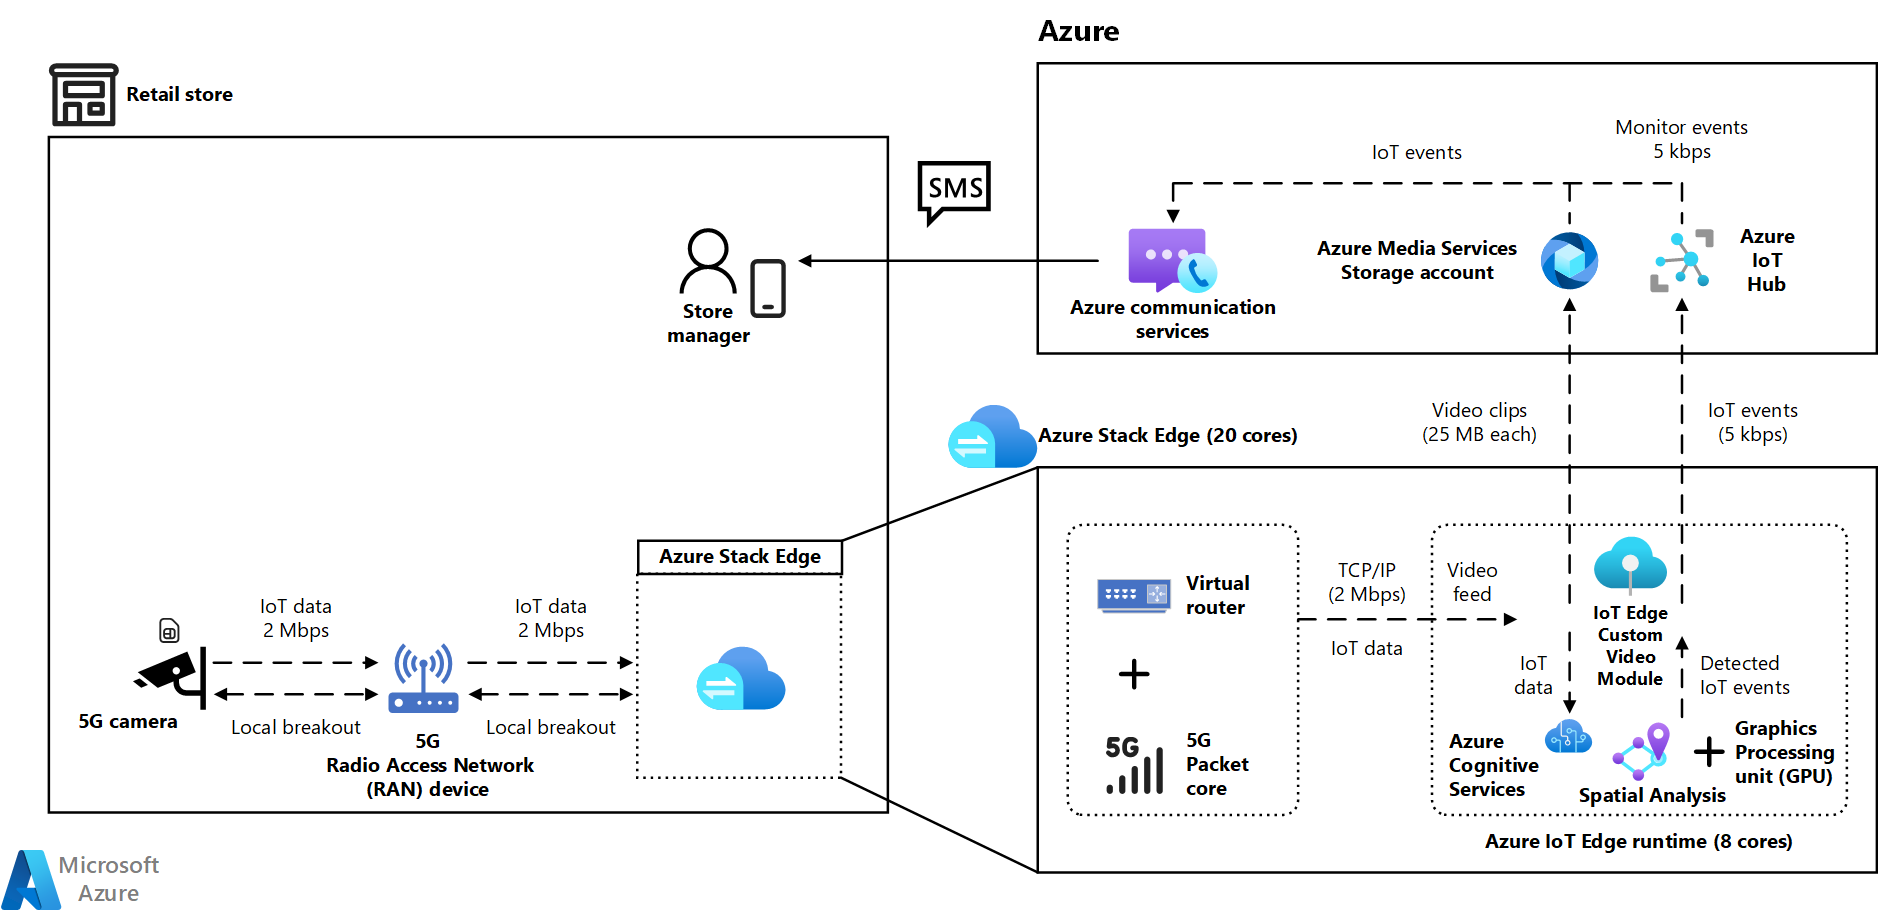 Azure
Retail store
SMS
Store
manager
IoT events
Monitor events
5 kbps
Azure communication
services
Azure Media Services
Storage account
Azure
IoT
Hub
Video clips
(25 MB each)
IoT events
(5 kbps)
Azure Stack Edge (20 cores)
Azure Stack Edge
IoT data
2 Mbps
IoT data
2 Mbps
Local breakout
Local breakout
5G camera
5G
Radio Access Network
(RAN) device
Virtual
router
5G
5G
Packet
core
TCP/IP
(2 Mbps)
IoT data
Video
feed
IoT Edge
Custom
Video
Module
IoT
data
Detected
IoT events
Azure
Cognitive
Services
Spatial Analysis
Graphics
Processing
unit (GPU)
Azure IoT Edge runtime (8 cores)
Microsoft
Azure